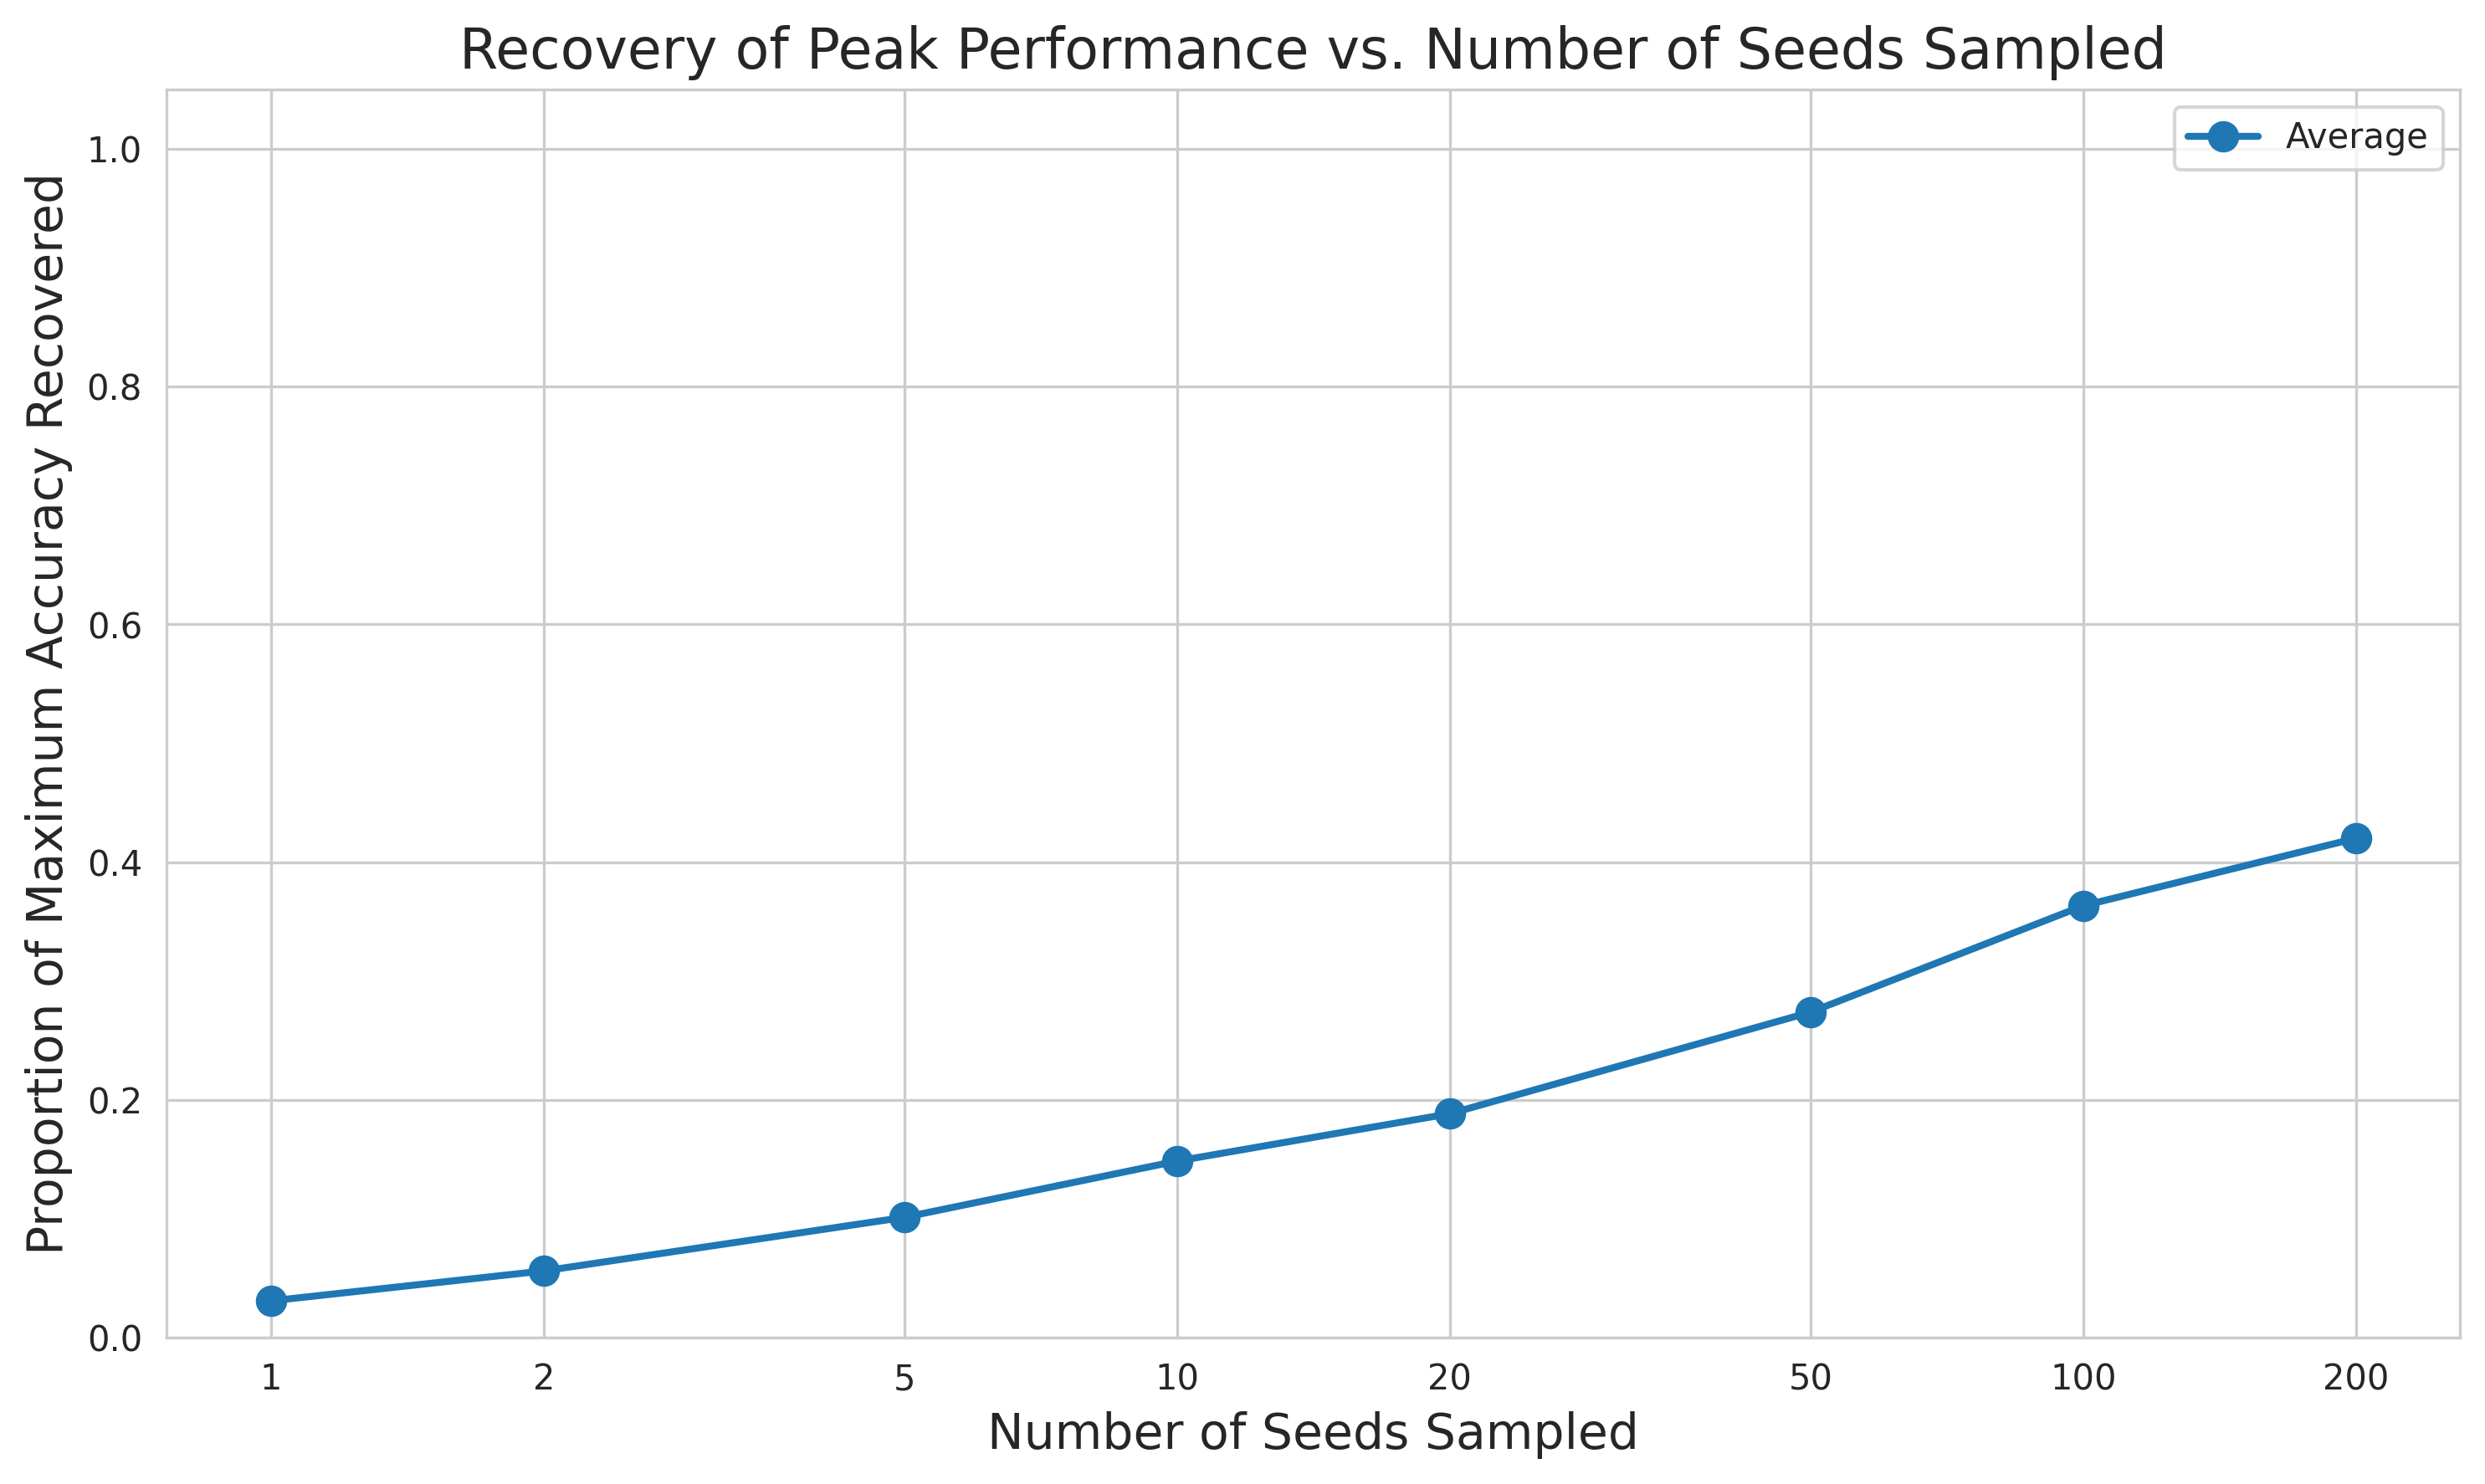 Recovery of Peak Performance vs. Number of Seeds Sampled
Average
Proportion of Maximum Accuracy Recovered
1.0
0.8
0.6
0.4
0.2
0.0
1 2 5 10 20 50 100 200
Number of Seeds Sampled